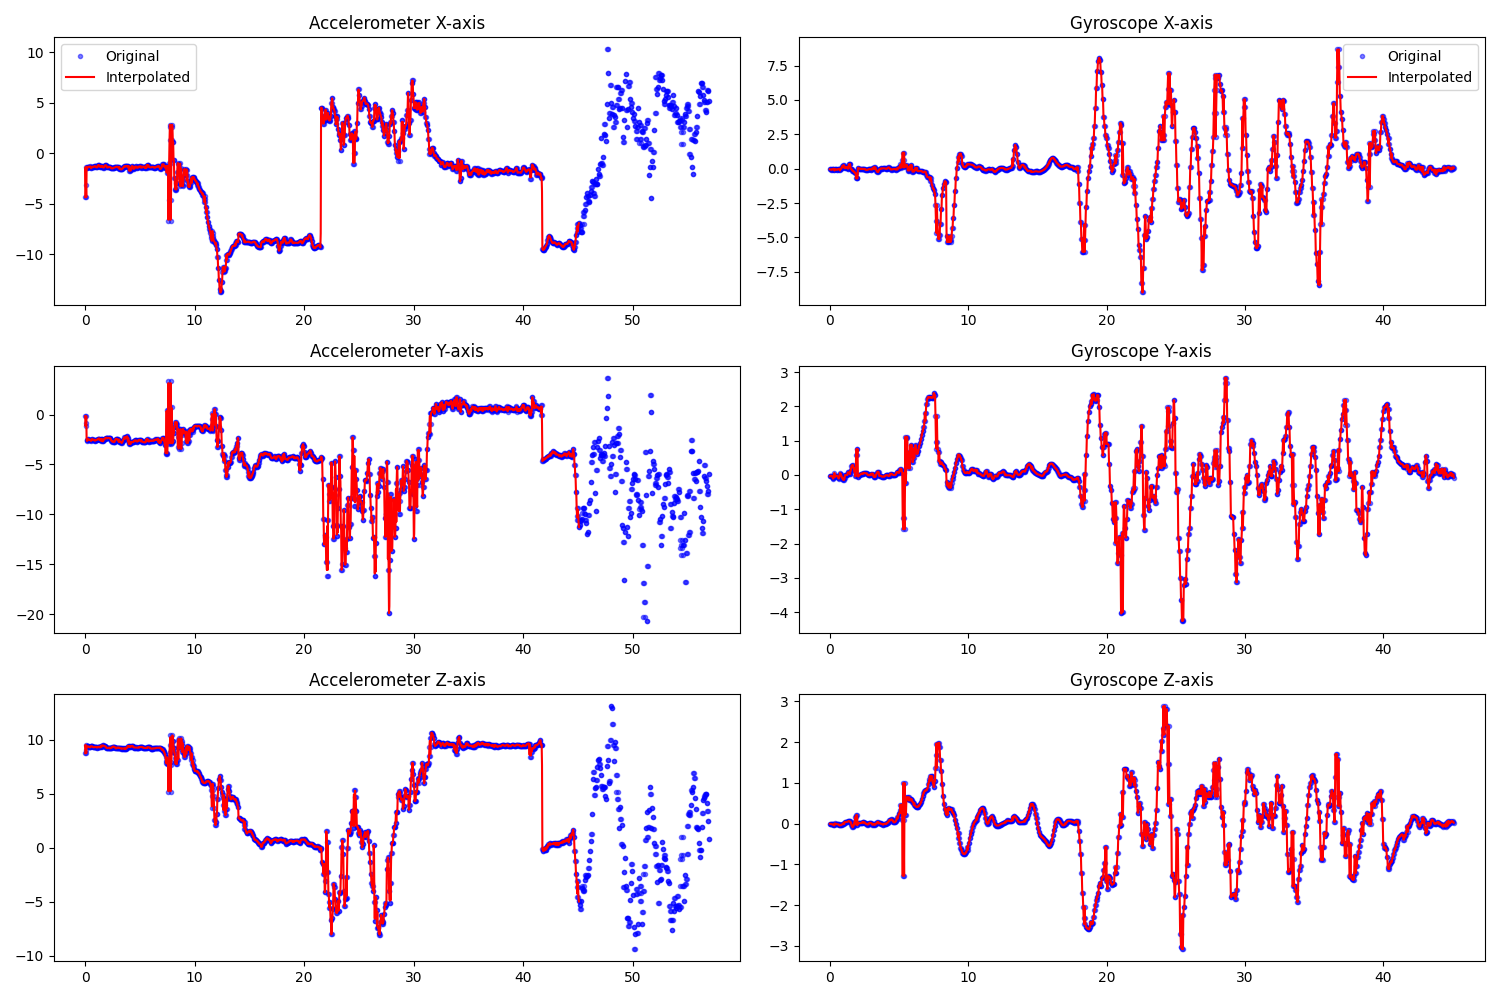 Accelerometer X-axis
10
5
0
−5
−10
0 10 20 30 40 50
Original
Interpolated
Gyroscope X-axis
7.5
5.0
2.5
0.0
−2.5
−5.0
−7.5
0 10 20 30 40
Original
Interpolated
Accelerometer Y-axis
0
−5
−10
−15
−20
0 10 20 30 40 50
Gyroscope Y-axis
3
2
1
0
−1
−2
−3
−4
0 10 20 30 40
Accelerometer Z-axis
10
5
0
−5
−10
0 10 20 30 40 50
Gyroscope Z-axis
3
2
1
0
−1
−2
−3
0 10 20 30 40